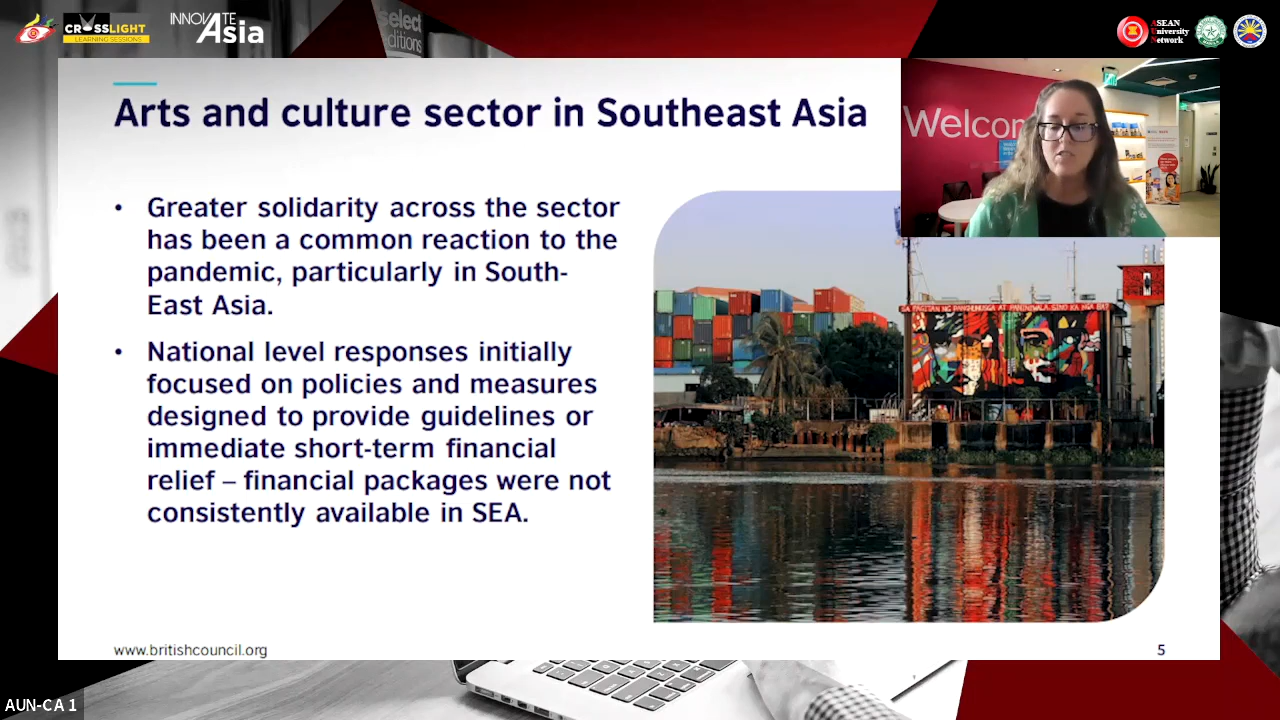 CROSSLIGHT
LEARNING SESSIONS
INNOVATE
Asia
select
ditions
ASEAN
University
Network
Arts and culture sector in Southeast Asia
Welcom
• Greater solidarity across the sector
has been a common reaction to the
pandemic, particularly in South-
East Asia.
• National level responses initially
focused on policies and measures
designed to provide guidelines or
immediate short-term financial
relief – financial packages were not
consistently available in SEA.
www.britishcouncil.org
5
AUN-CA 1